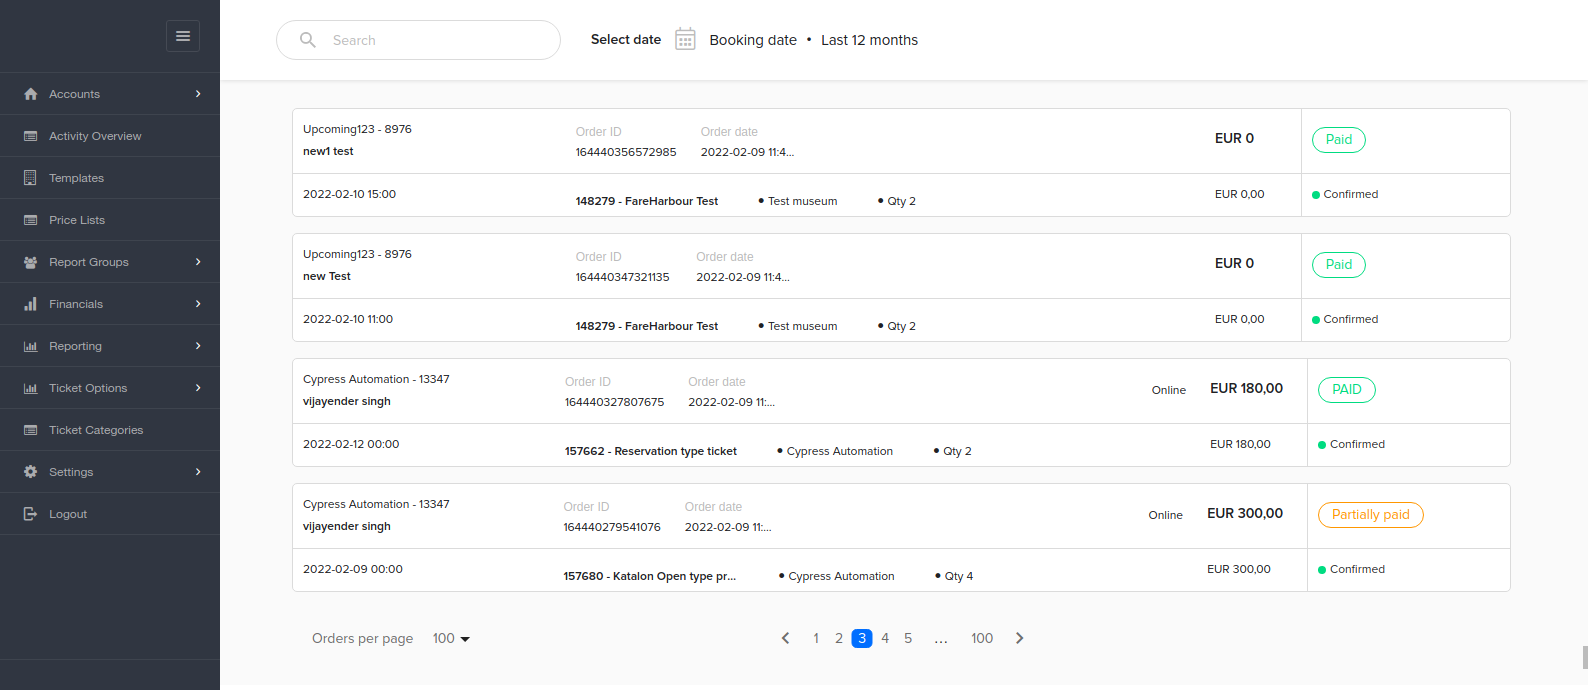 Search
Select date Booking date • Last 12 months
Accounts
Activity Overview
Templates
Price Lists
Report Groups
Financials
Reporting
Ticket Options
Ticket Categories
Settings
Logout
Upcoming123 - 8976 Order ID Order date EUR 0 Paid
new1 test 164440356572985 2022-02-09 11:4...
2022-02-10 15:00 148279 - FareHarbour Test • Test museum • Qty 2 EUR 0,00 Confirmed
Upcoming123 - 8976 Order ID Order date EUR 0 Paid
new Test 164440347321135 2022-02-09 11:4...
2022-02-10 11:00 148279 - FareHarbour Test • Test museum • Qty 2 EUR 0,00 Confirmed
Cypress Automation - 13347 Order ID Order date Online EUR 180,00 PAID
vijayender singh 164440327807675 2022-02-09 11:...
2022-02-12 00:00 157662 - Reservation type ticket • Cypress Automation • Qty 2 EUR 180,00 Confirmed
Cypress Automation - 13347 Order ID Order date Online EUR 300,00 Partially paid
vijayender singh 164440279541076 2022-02-09 11:...
2022-02-09 00:00 157680 - Katalon Open type pr... • Cypress Automation • Qty 4 EUR 300,00 Confirmed
Orders per page 100 1 2 3 4 5 ... 100